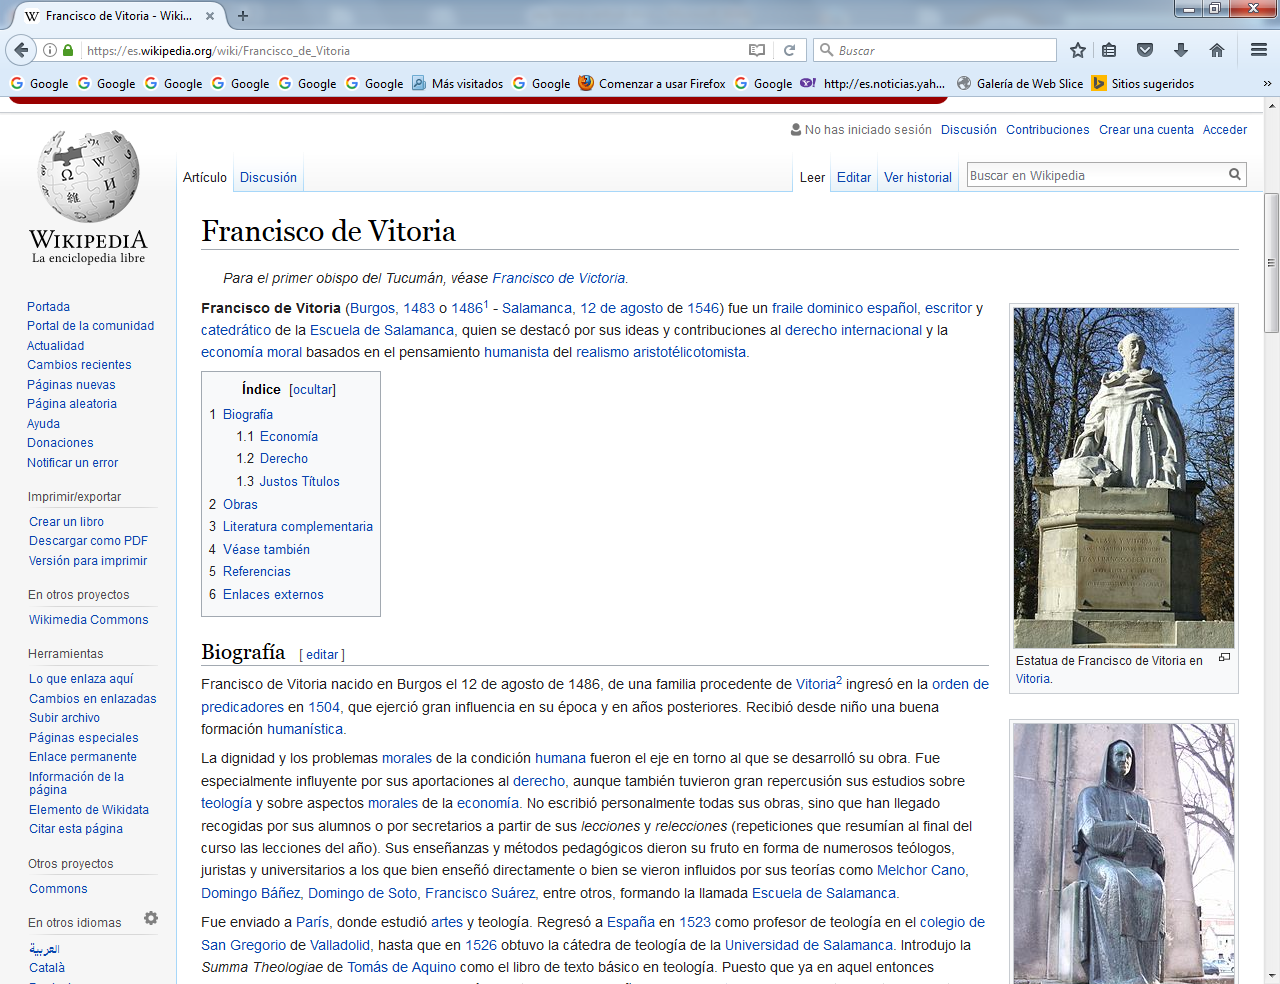 Francisco de Vitoria - Wiki...
https://es.wikipedia.org/wiki/Francisco_de_Vitoria
Buscar
Google
Google
Google
Google
Google
Google
Más visitados
Google
Comenzar a usar Firefox
Google
http://es.noticias.yah...
Galería de Web Slice
Sitios sugeridos
No has iniciado sesión Discusión Contribuciones Crear una cuenta Acceder
Artículo Discusión
Leer Editar Ver historial
Buscar en Wikipedia
WIKIPEDIA
La enciclopedia libre
Portada
Portal de la comunidad
Actualidad
Cambios recientes
Páginas nuevas
Página aleatoria
Ayuda
Donaciones
Notificar un error
Imprimir/exportar
Crear un libro
Descargar como PDF
Versión para imprimir
En otros proyectos
Wikimedia Commons
Herramientas
Lo que enlaza aquí
Cambios en enlazadas
Subir archivo
Páginas especiales
Enlace permanente
Información de la
página
Elemento de Wikidata
Citar esta página
Otros proyectos
Commons
En otros idiomas
العربية
Català
Francisco de Vitoria
Para el primer obispo del Tucumán, véase Francisco de Victoria.
Francisco de Vitoria (Burgos, 1483 o 1486¹ - Salamanca, 12 de agosto de 1546) fue un fraile dominico español, escritor y
catedrático de la Escuela de Salamanca, quien se destacó por sus ideas y contribuciones al derecho internacional y la
economía moral basados en el pensamiento humanista del realismo aristotélicotomista.
Índice [ocultar]
1 Biografía
1.1 Economía
1.2 Derecho
1.3 Justos Títulos
2 Obras
3 Literatura complementaria
4 Véase también
5 Referencias
6 Enlaces externos
Biografía [ editar ]
Francisco de Vitoria nacido en Burgos el 12 de agosto de 1486, de una familia procedente de Vitoria² ingresó en la orden de
predicadores en 1504, que ejerció gran influencia en su época y en años posteriores. Recibió desde niño una buena
formación humanística.
La dignidad y los problemas morales de la condición humana fueron el eje en torno al que se desarrolló su obra. Fue
especialmente influyente por sus aportaciones al derecho, aunque también tuvieron gran repercusión sus estudios sobre
teología y sobre aspectos morales de la economía. No escribió personalmente todas sus obras, sino que han llegado
recogidas por sus alumnos o por secretarios a partir de sus lecciones y relecciones (repeticiones que resumían al final del
curso las lecciones del año). Sus enseñanzas y métodos pedagógicos dieron su fruto en forma de numerosos teólogos,
juristas y universitarios a los que bien enseñó directamente o bien se vieron influidos por sus teorías como Melchor Cano,
Domingo Báñez, Domingo de Soto, Francisco Suárez, entre otros, formando la llamada Escuela de Salamanca.
Fue enviado a París, donde estudió artes y teología. Regresó a España en 1523 como profesor de teología en el colegio de
San Gregorio de Valladolid, hasta que en 1526 obtuvo la cátedra de teología de la Universidad de Salamanca. Introdujo la
Summa Theologiae de Tomás de Aquino como el libro de texto básico en teología. Puesto que ya en aquel entonces
Estatua de Francisco de Vitoria en
Vitoria.